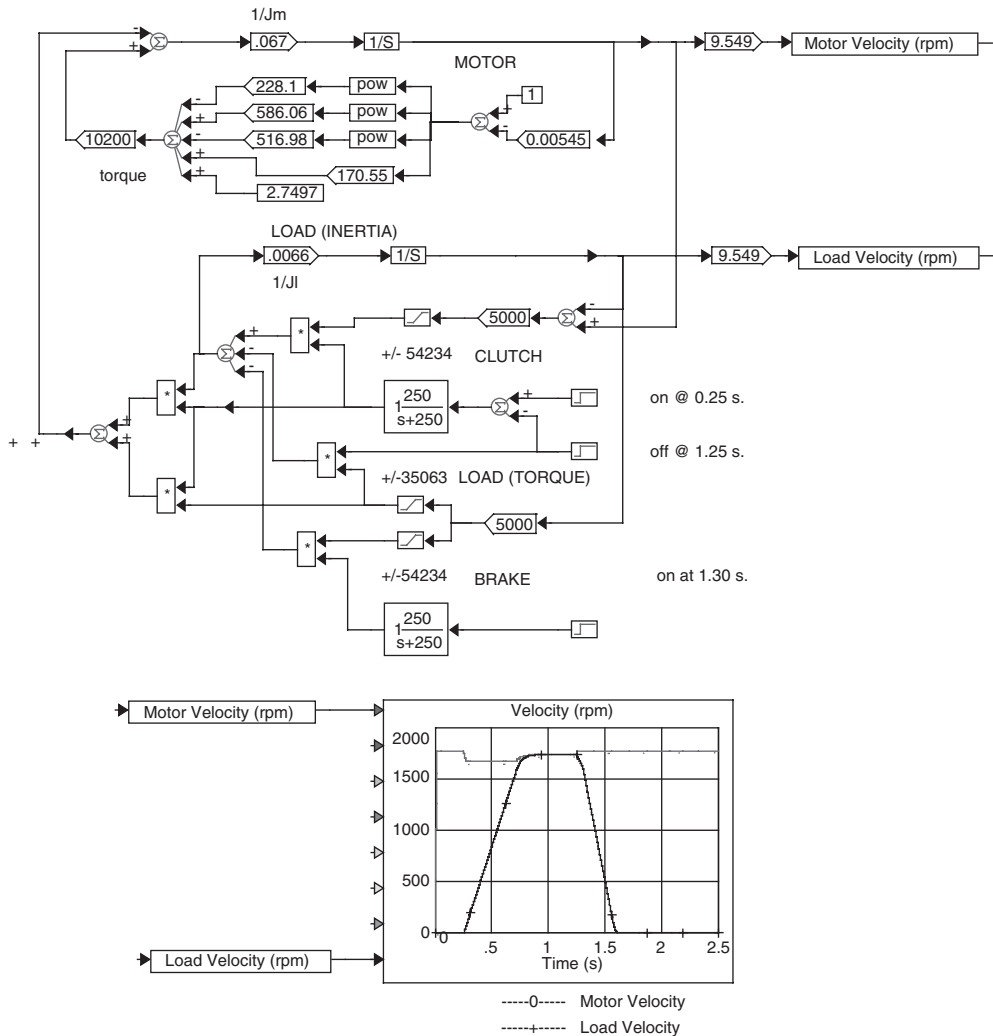 1/Jm
-
+
Σ
.067
1/S
9.549
Motor Velocity (rpm)
MOTOR
228.1
pow
1
-
+
586.06
pow
+
Σ
-
10200
Σ
-
516.98
pow
0.00545
+
170.55
torque
+
2.7497
LOAD (INERTIA)
.0066
1/S
9.549
Load Velocity (rpm)
1/Jl
-
+
*
5000
Σ
+
Σ
-
-
+/- 54234
CLUTCH
*
250
1
s+250
+
Σ
-
on @ 0.25 s.
+ +
Σ
+
+
*
off @ 1.25 s.
*
+/-35063
LOAD (TORQUE)
5000
*
+/-54234
BRAKE
on at 1.30 s.
250
1
s+250
Motor Velocity (rpm)
Velocity (rpm)
2000
1500
1000
500
0
0
.5
1
1.5
2
2.5
Time (s)
Load Velocity (rpm)
-----0----- Motor Velocity
-----+----- Load Velocity